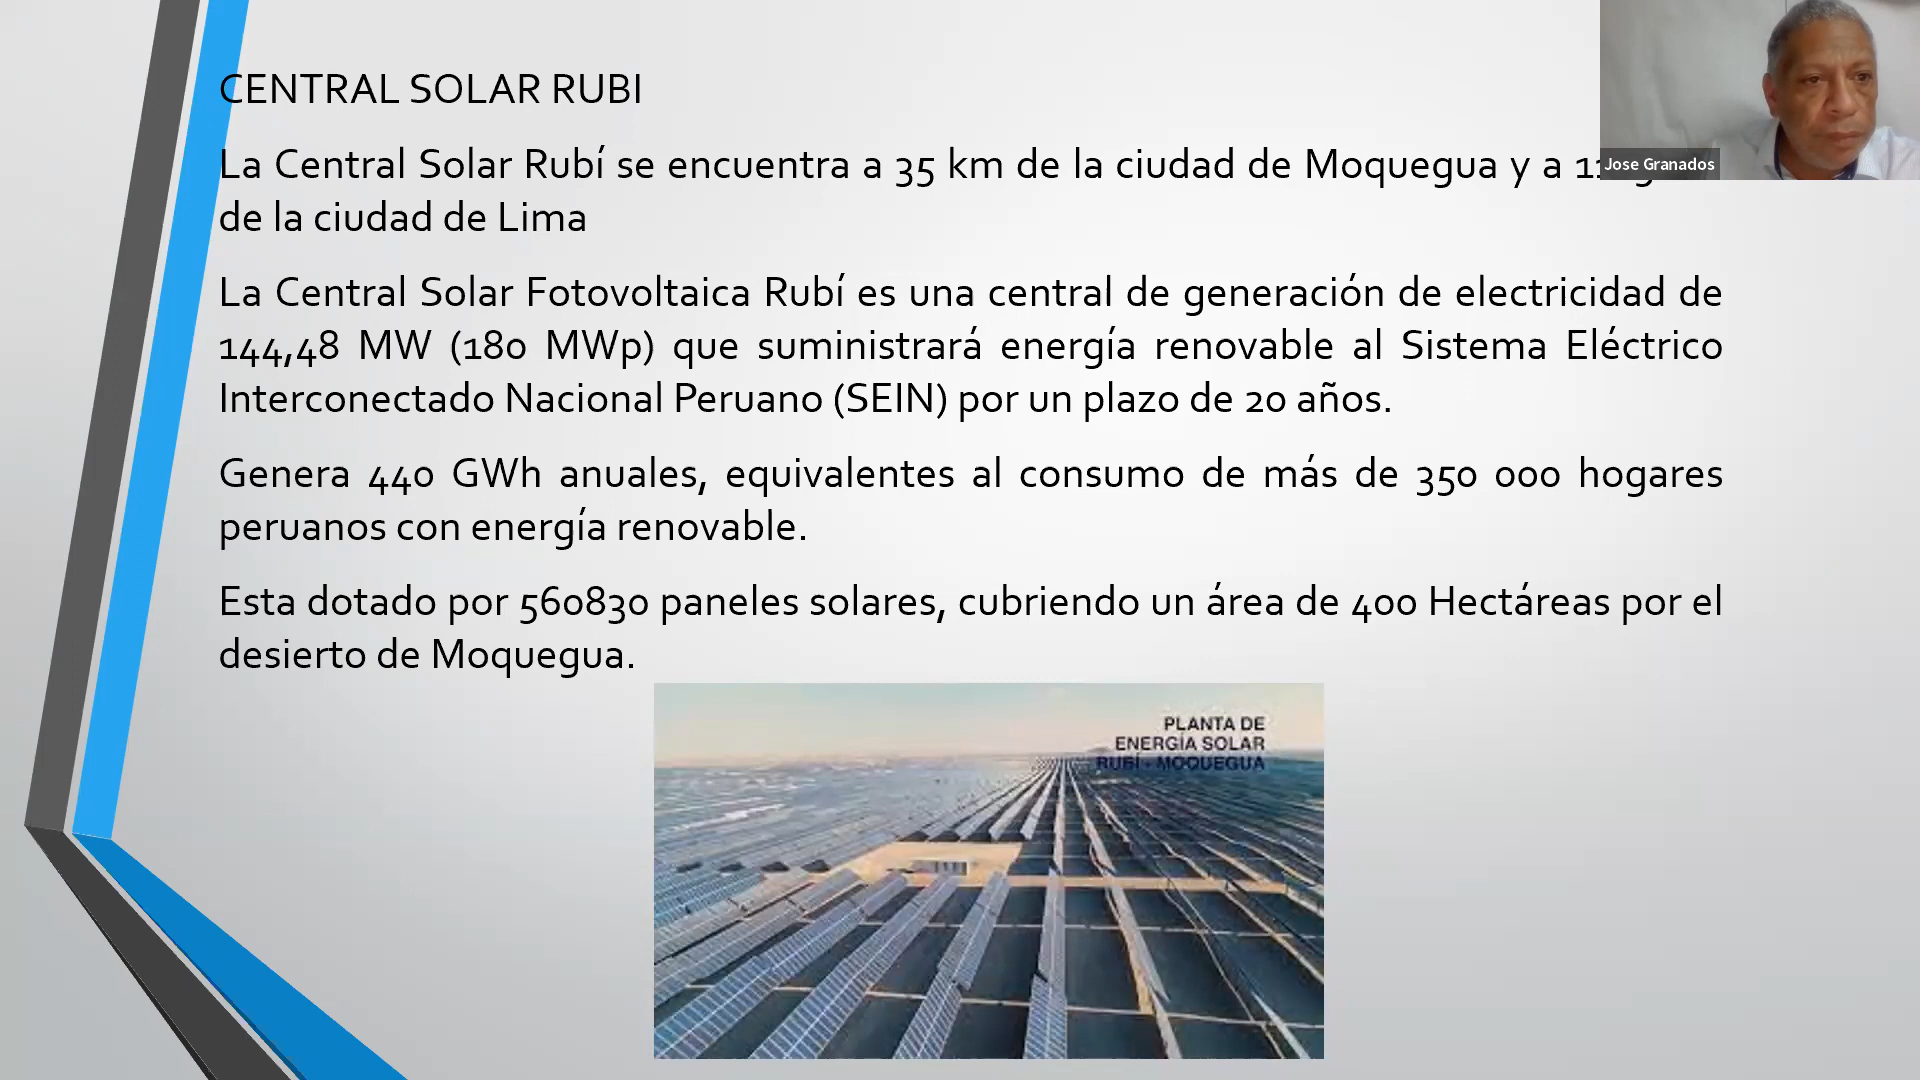 CENTRAL SOLAR RUBI
La Central Solar Rubí se encuentra a 35 km de la ciudad de Moquegua y a
de la ciudad de Lima
La Central Solar Fotovoltaica Rubí es una central de generación de electricidad de
144,48 MW (180 MWp) que suministrará energía renovable al Sistema Eléctrico
Interconectado Nacional Peruano (SEIN) por un plazo de 20 años.
Genera 440 GWh anuales, equivalentes al consumo de más de 350 000 hogares
peruanos con energía renovable.
Esta dotado por 560830 paneles solares, cubriendo un área de 400 Hectáreas por el
desierto de Moquegua.
PLANTA DE
ENERGÍA SOLAR
RUBÍ - MOQUEGUA
Jose Granados